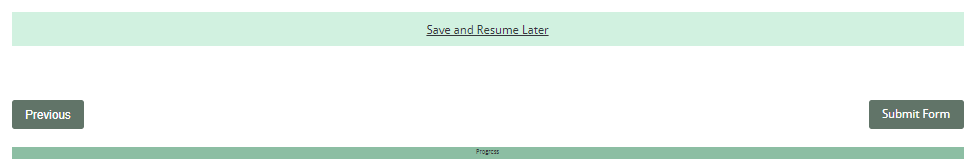 Save and Resume Later
Previous
Submit Form
Progress